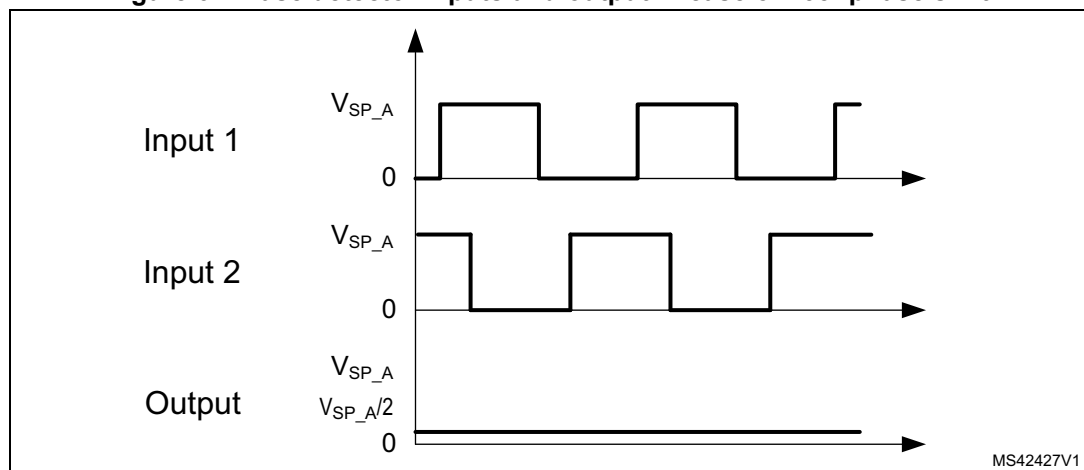 V_SP_A
Input 1
0
V_SP_A
Input 2
0
V_SP_A
Output
V_SP_A/2
0
MS42427V1